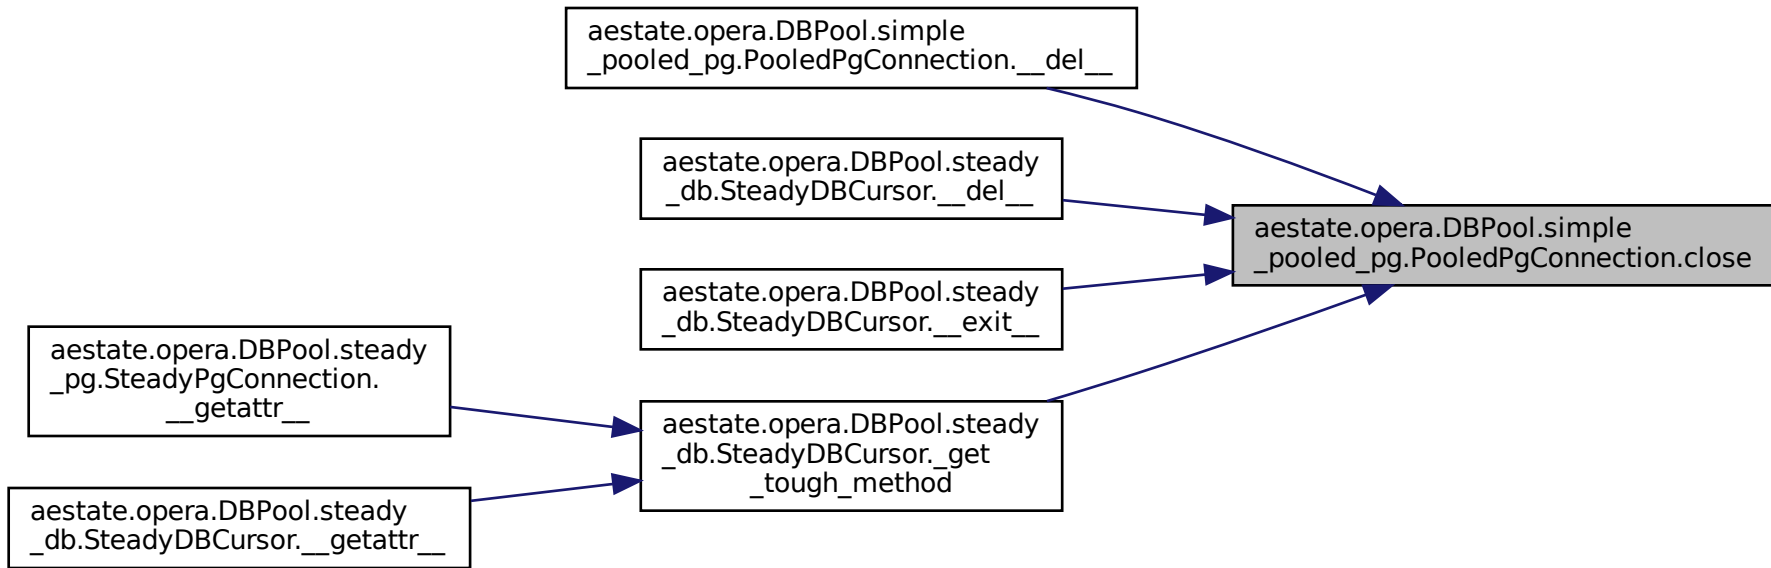 aestate.opera.DBPool.simple
_pooled_pg.PooledPgConnection.__del__
aestate.opera.DBPool.steady
_db.SteadyDBCursor.__del__
aestate.opera.DBPool.simple
_pooled_pg.PooledPgConnection.close
aestate.opera.DBPool.steady
_db.SteadyDBCursor.__exit__
aestate.opera.DBPool.steady
_pg.SteadyPgConnection.
__getattr__
aestate.opera.DBPool.steady
_db.SteadyDBCursor._get
_tough_method
aestate.opera.DBPool.steady
_db.SteadyDBCursor.__getattr__